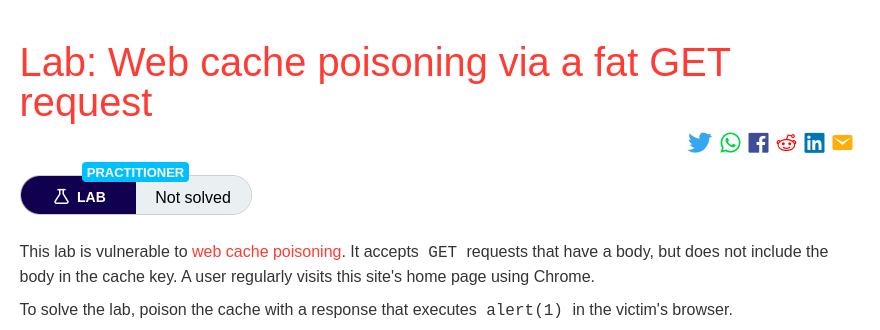 Lab: Web cache poisoning via a fat GET
request
PRACTITIONER
LAB Not solved
This lab is vulnerable to web cache poisoning. It accepts GET requests that have a body, but does not include the
body in the cache key. A user regularly visits this site's home page using Chrome.
To solve the lab, poison the cache with a response that executes alert(1) in the victim's browser.